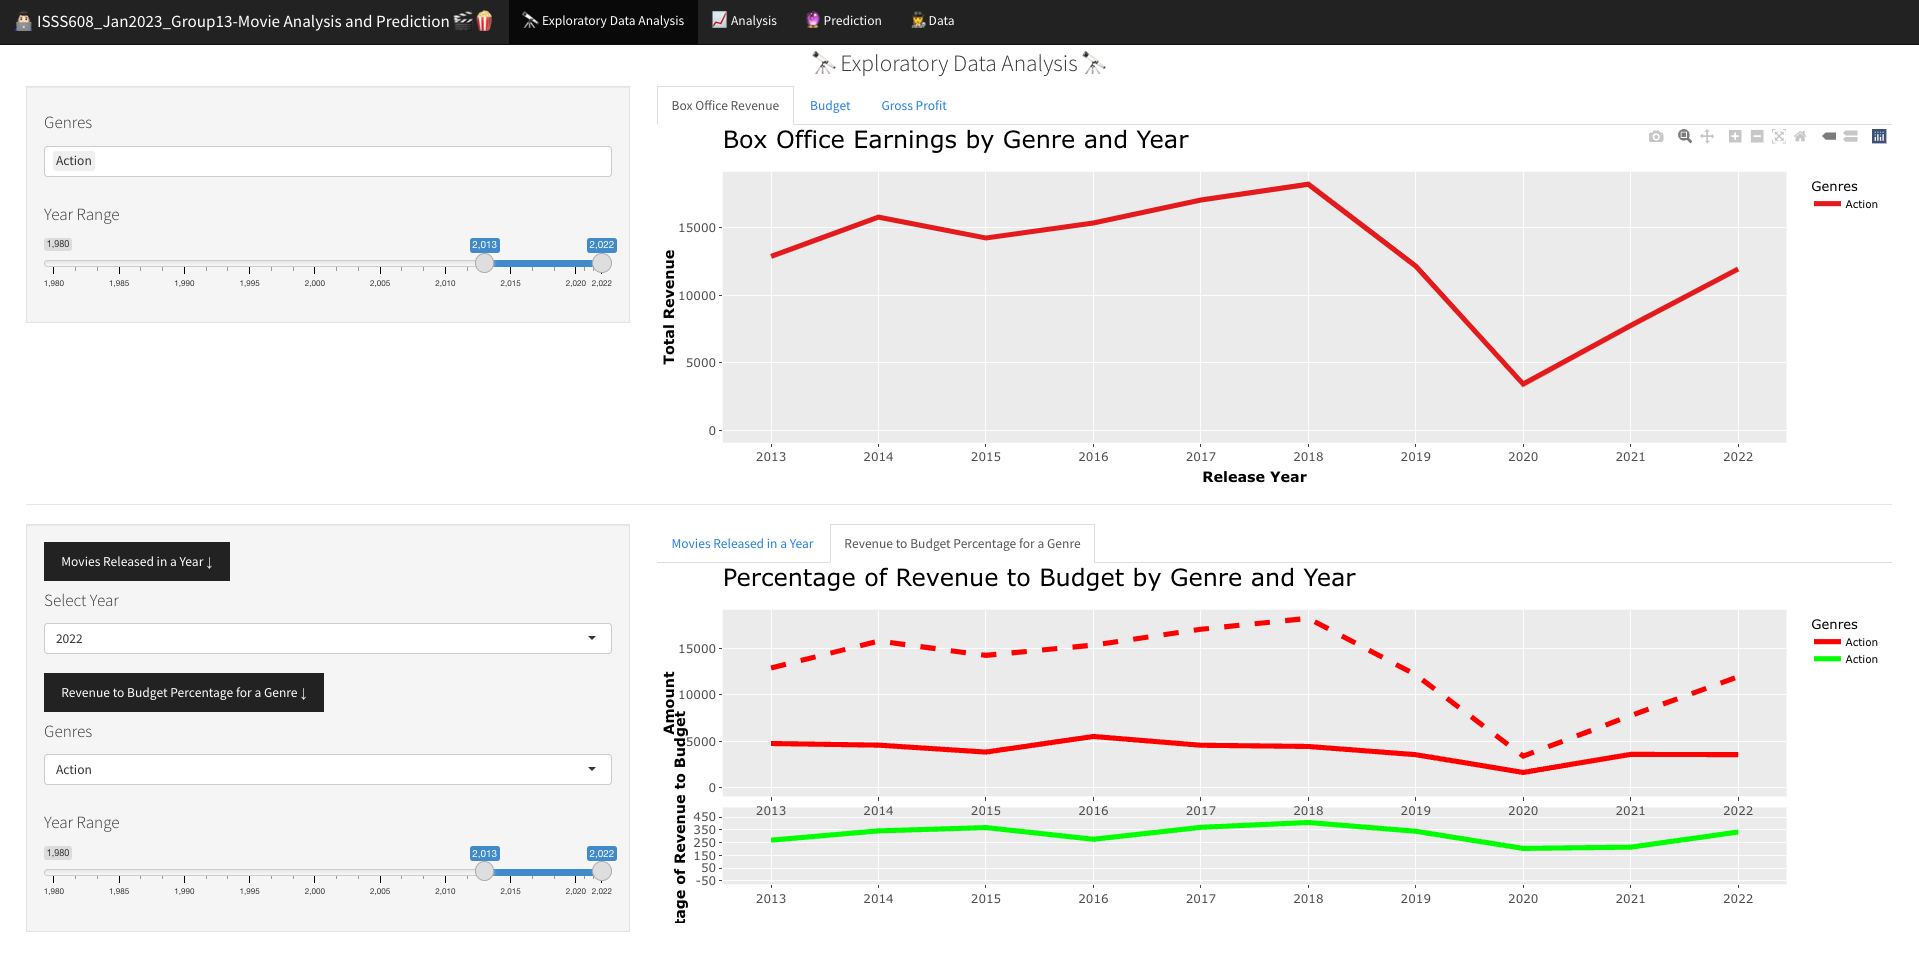 ISSS608_Jan2023_Group13-Movie Analysis and Prediction
Exploratory Data Analysis
Analysis
Prediction
Data
Exploratory Data Analysis
Genres
Action
Year Range
1,980
2,013
2,022
1,980 1,985 1,990 1,995 2,000 2,005 2,010 2,015 2,020 2,022
Box Office Revenue
Budget
Gross Profit
Box Office Earnings by Genre and Year
Total Revenue
15000
10000
5000
0
2013 2014 2015 2016 2017 2018 2019 2020 2021 2022
Release Year
Genres
Action
Movies Released in a Year ↓
Select Year
2022
Revenue to Budget Percentage for a Genre ↓
Genres
Action
Year Range
1,980
2,013
2,022
1,980 1,985 1,990 1,995 2,000 2,005 2,010 2,015 2,020 2,022
Movies Released in a Year
Revenue to Budget Percentage for a Genre
Percentage of Revenue to Budget by Genre and Year
Amount
15000
10000
5000
0
2013 2014 2015 2016 2017 2018 2019 2020 2021 2022
tage of Revenue to Budget
450
350
250
150
50
-50
2013 2014 2015 2016 2017 2018 2019 2020 2021 2022
Genres
Action
Action